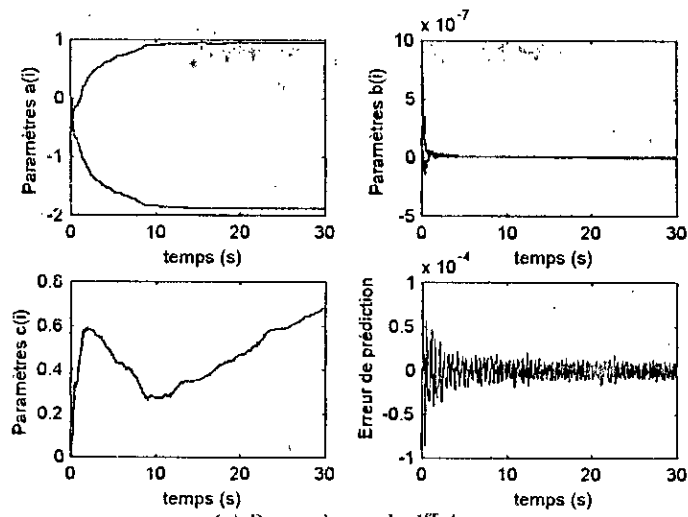 Paramètres a(i)
1
0
-1
-2
0 10 20 30
temps (s)
x 10^-7
Paramètres b(i)
10
5
0
-5
0 10 20 30
temps (s)
Paramètres c(i)
0.8
0.6
0.4
0.2
0
0 10 20 30
temps (s)
x 10^-4
Erreur de prédiction
1
0.5
0
-0.5
-1
0 10 20 30
temps (s)